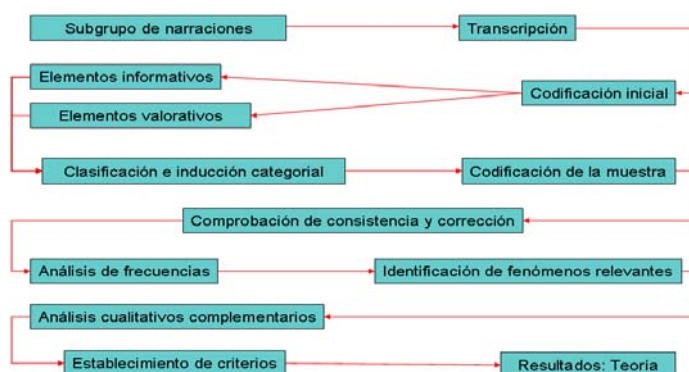 Subgrupo de narraciones
Transcripción
Elementos informativos
Codificación inicial
Elementos valorativos
Clasificación e inducción categorial
Codificación de la muestra
Comprobación de consistencia y corrección
Análisis de frecuencias
Identificación de fenómenos relevantes
Análisis cualitativos complementarios
Establecimiento de criterios
Resultados: Teoría